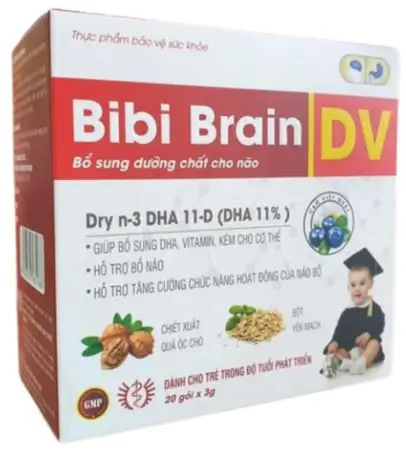 Thực phẩm bảo vệ sức khỏe
Bibi Brain DV
Bổ sung dưỡng chất cho não
Dry n-3 DHA 11-D (DHA 11% )
• GIÚP BỔ SUNG DHA, VITAMIN, KẼM CHO CƠ THỂ
• HỖ TRỢ BỔ NÃO
• HỖ TRỢ TĂNG CƯỜNG CHỨC NĂNG HOẠT ĐỘNG CỦA NÃO BỘ
CAO VIỆT QUẤT
CHIẾT XUẤT
QUẢ ÓC CHÓ
BỘT
YẾN MẠCH
GMP
DÀNH CHO TRẺ TRONG ĐỘ TUỔI PHÁT TRIỂN
20 gói x 3g